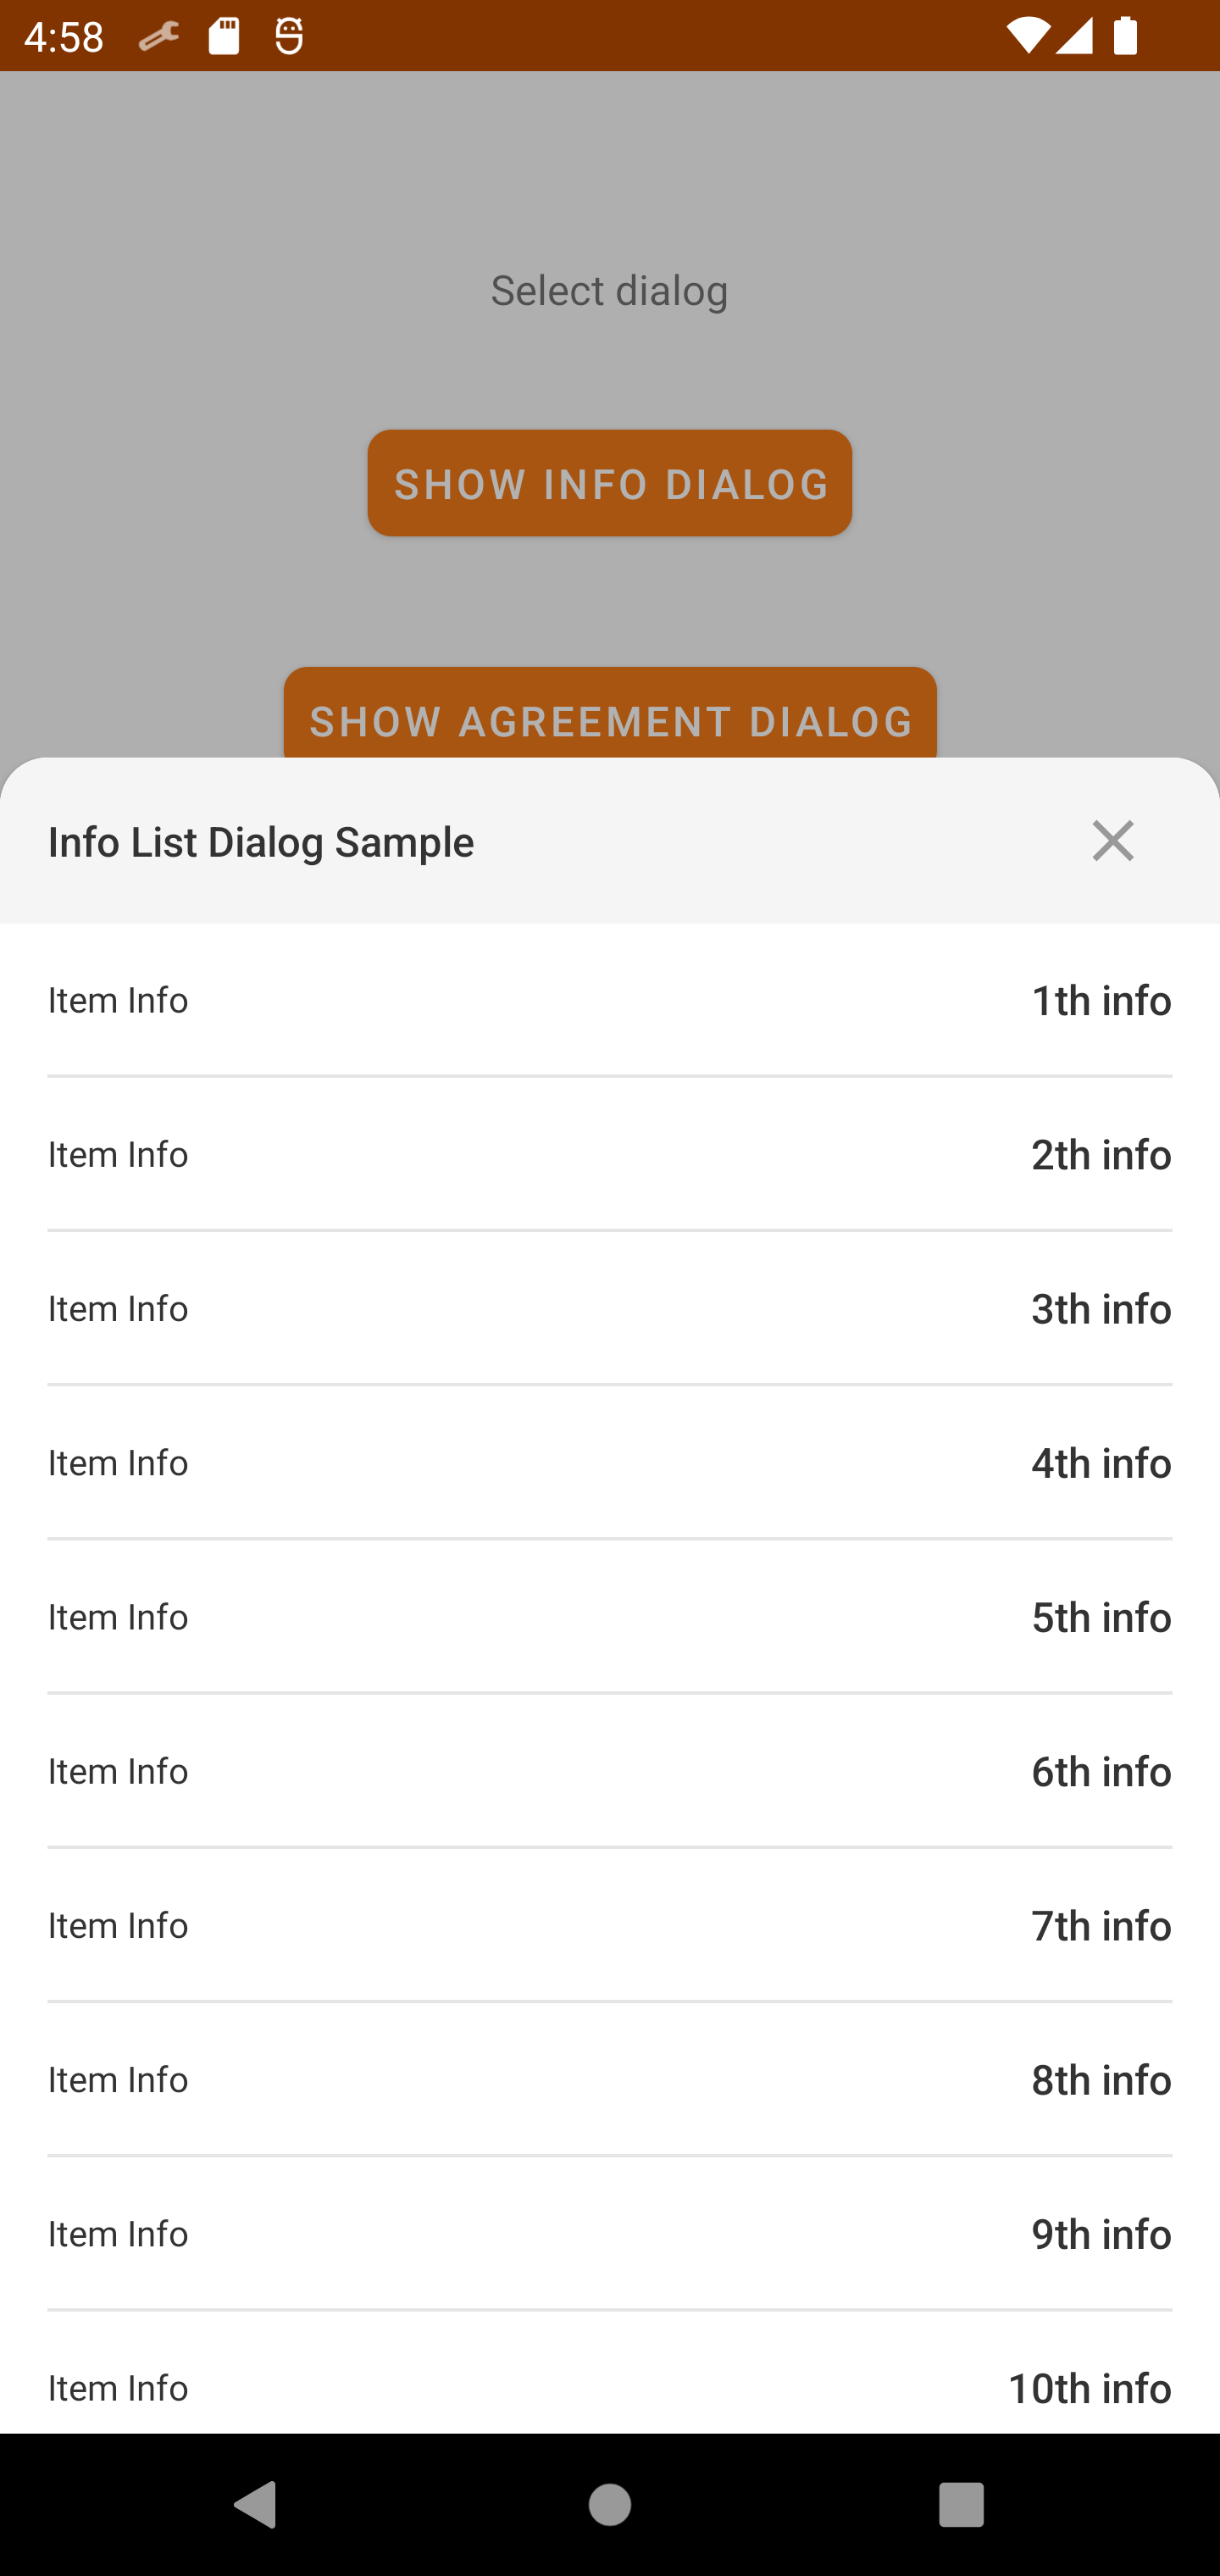 4:58
Select dialog
SHOW INFO DIALOG
SHOW AGREEMENT DIALOG
Info List Dialog Sample
Item Info 1th info
Item Info 2th info
Item Info 3th info
Item Info 4th info
Item Info 5th info
Item Info 6th info
Item Info 7th info
Item Info 8th info
Item Info 9th info
Item Info 10th info